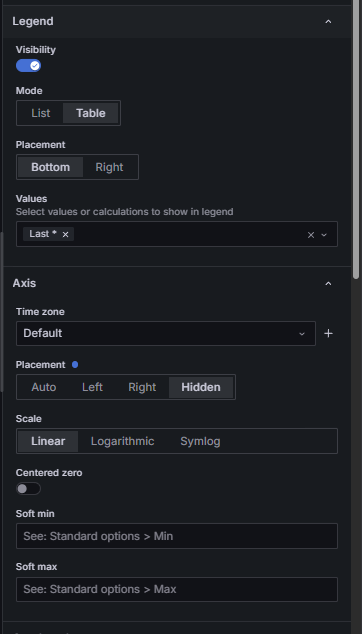 Legend
Visibility
Mode
List Table
Placement
Bottom Right
Values
Select values or calculations to show in legend
Last *
Axis
Time zone
Default
Placement
Auto Left Right Hidden
Scale
Linear Logarithmic Symlog
Centered zero
Soft min
See: Standard options > Min
Soft max
See: Standard options > Max